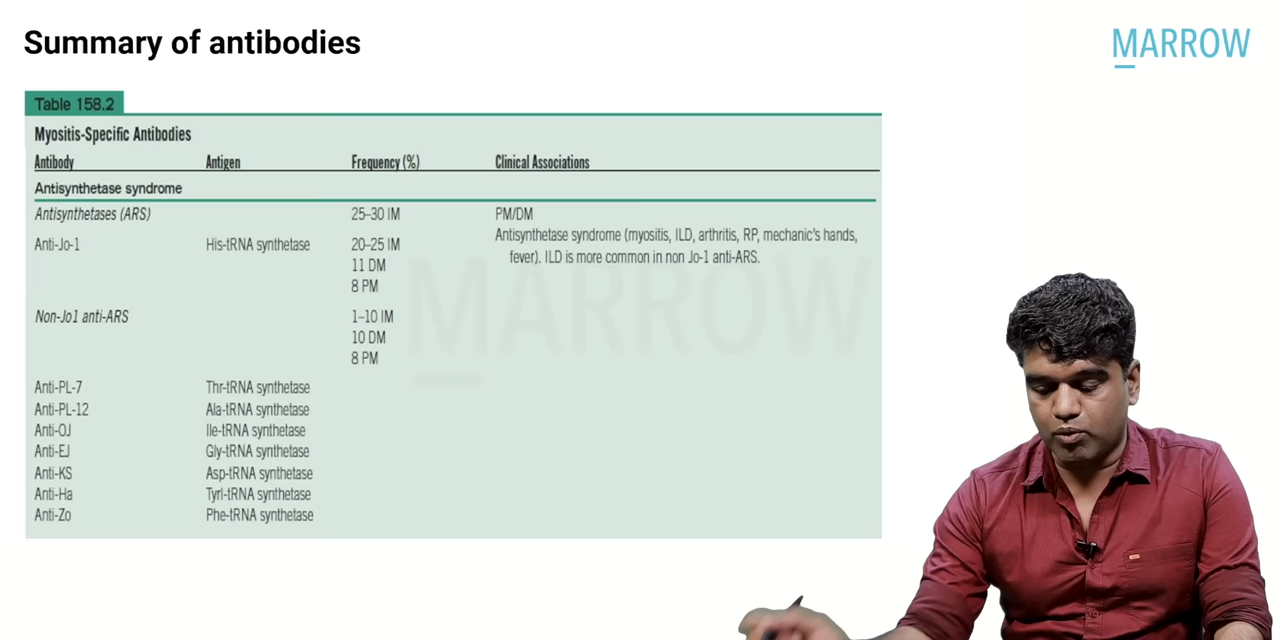 Summary of antibodies
MARROW
Table 158.2
Myositis-Specific Antibodies
Antibody Antigen Frequency (%) Clinical Associations
Antisynthetase syndrome
Antisynthetases (ARS) 25–30 IM PM/DM
Antisynthetase syndrome (myositis, ILD, arthritis, RP, mechanic's hands,
Anti-Jo-1 His-tRNA synthetase 20–25 IM
fever). ILD is more common in non Jo-1 anti-ARS.
11 DM
8 PM
Non-Jo1 anti-ARS 1–10 IM
10 DM
8 PM
Anti-PL-7 Thr-tRNA synthetase
Anti-PL-12 Ala-tRNA synthetase
Anti-OJ Ile-tRNA synthetase
Anti-EJ Gly-tRNA synthetase
Anti-KS Asp-tRNA synthetase
Anti-Ha Tyrl-tRNA synthetase
Anti-Zo Phe-tRNA synthetase
MARROW